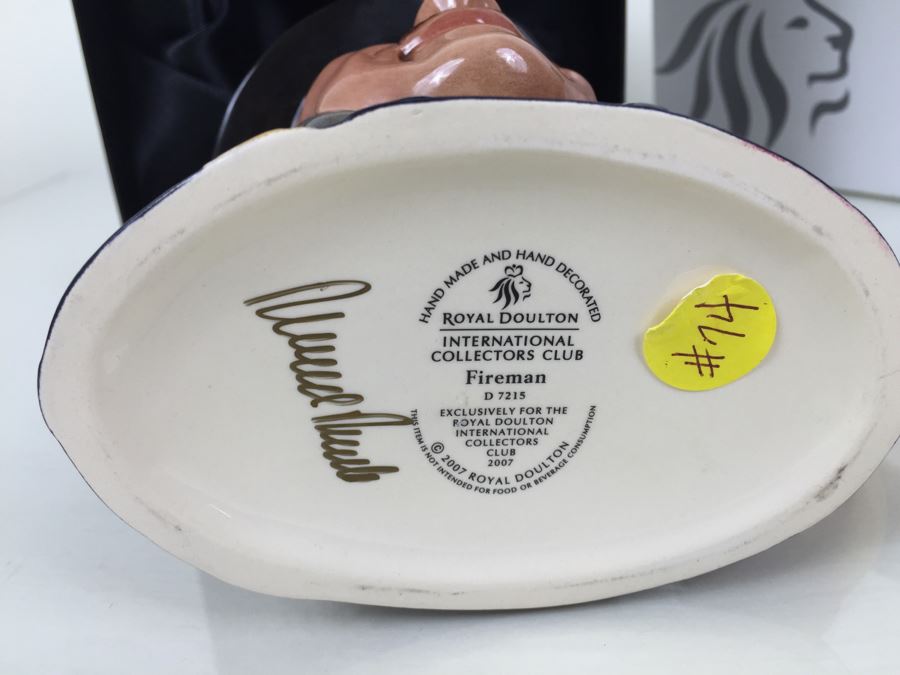 HAND MADE AND HAND DECORATED
ROYAL DOULTON
INTERNATIONAL
COLLECTORS CLUB
Fireman
D 7215
EXCLUSIVELY FOR THE
ROYAL DOULTON
INTERNATIONAL
COLLECTORS
CLUB
2007
© 2007 ROYAL DOULTON
THIS ITEM IS NOT INTENDED FOR FOOD OR BEVERAGE CONSUMPTION
#74